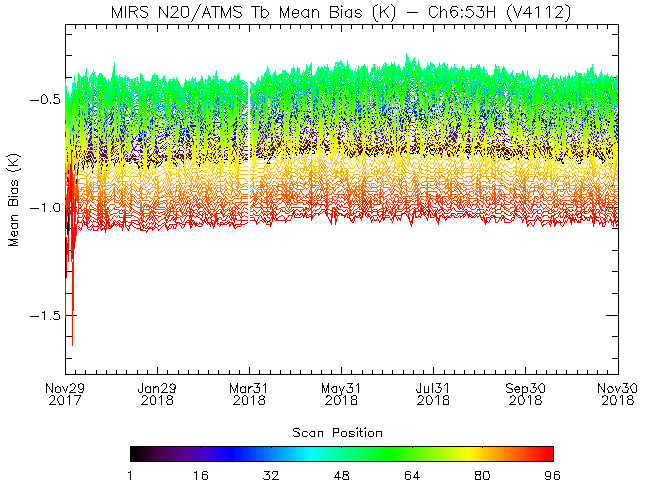 MIRS N20/ATMS Tb Mean Bias (K) − Ch6:53H (V4112)
Mean Bias (K)
−0.5
−1.0
−1.5
Nov29 Jan29 Mar31 May31 Jul31 Sep30 Nov30
2017 2018 2018 2018 2018 2018 2018
Scan Position
1 16 32 48 64 80 96